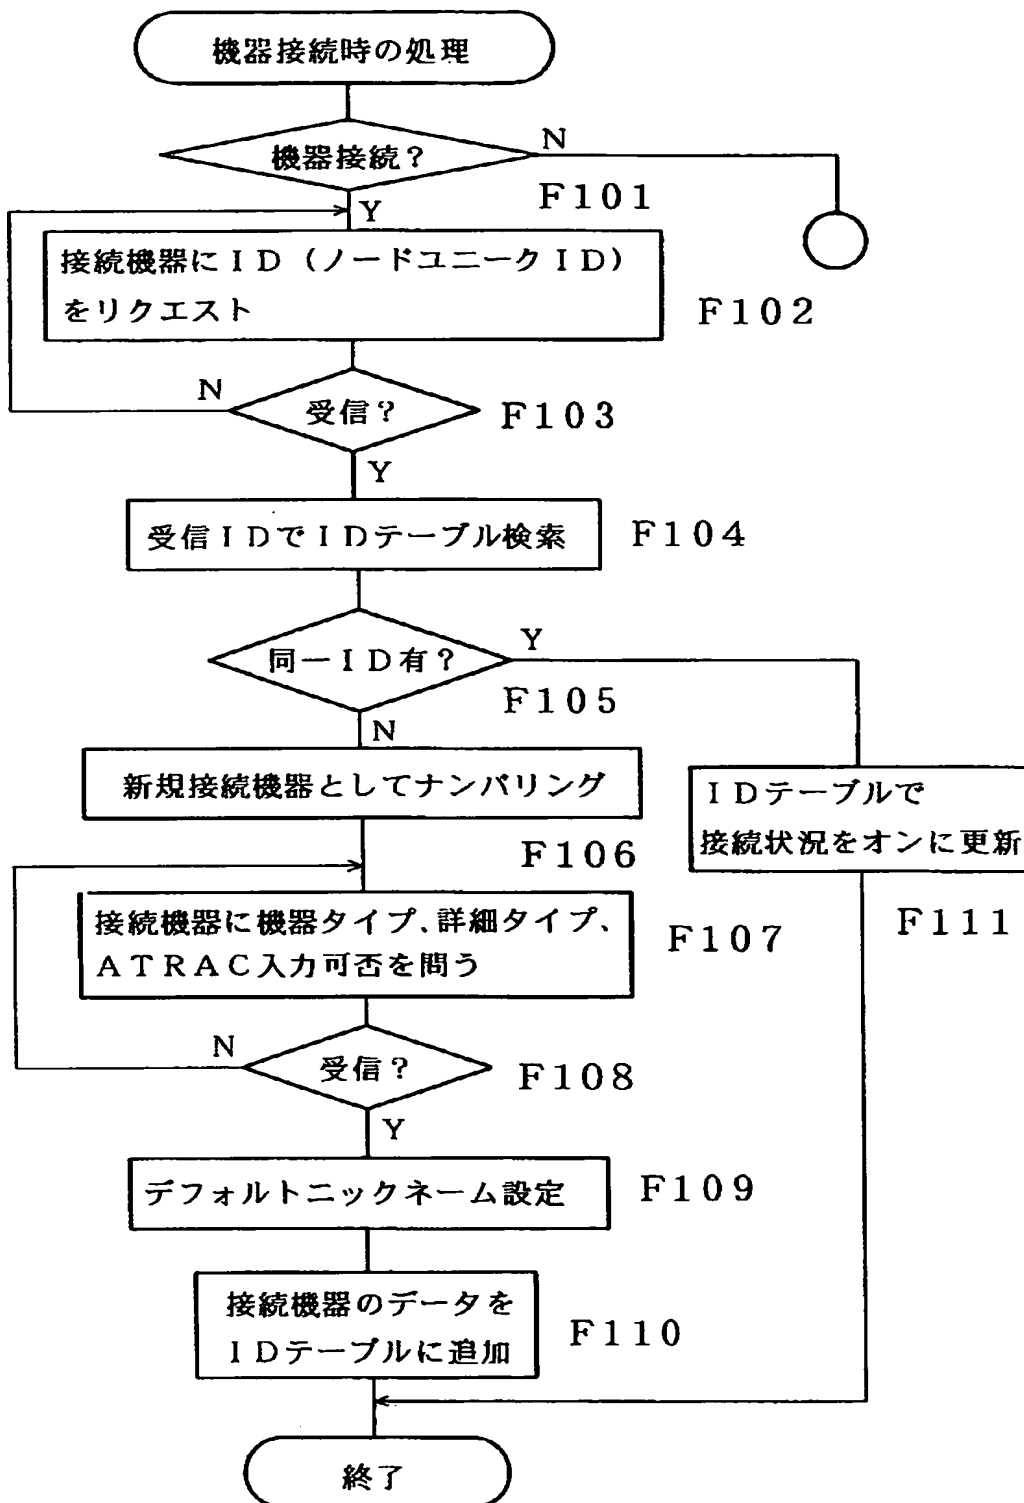 機器接続時の処理
機器接続？
N
F101
Y
接続機器にＩＤ（ノードユニークＩＤ）
をリクエスト
F102
N
受信？
F103
Y
受信ＩＤでＩＤテーブル検索
F104
同一ＩＤ有？
Y
F105
N
新規接続機器としてナンバリング
F106
ＩＤテーブルで
接続状況をオンに更新
F111
接続機器に機器タイプ、詳細タイプ、
ＡＴＲＡＣ入力可否を問う
F107
N
受信？
F108
Y
デフォルトニックネーム設定
F109
接続機器のデータを
ＩＤテーブルに追加
F110
終了